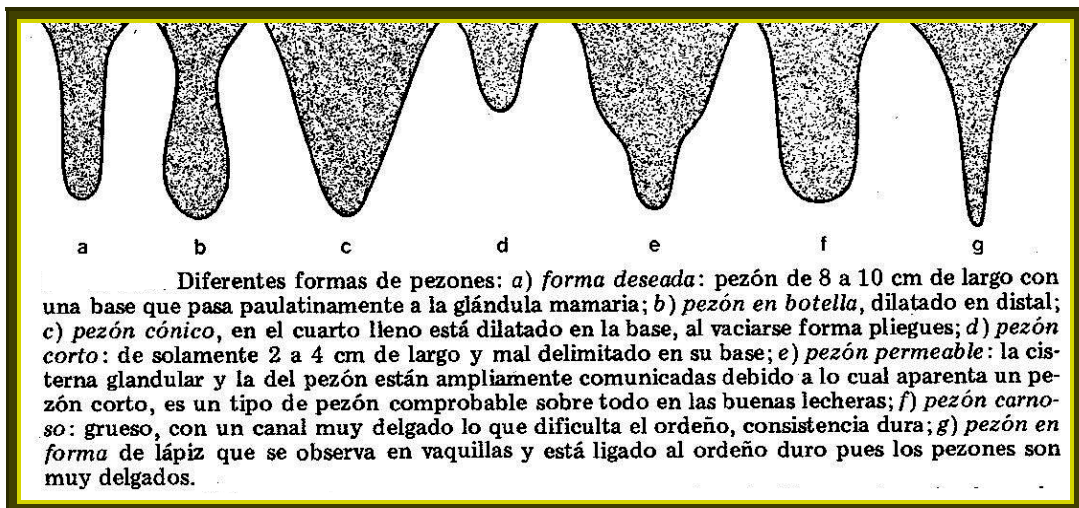 a b c d e f g
Diferentes formas de pezones: a) forma deseada: pezón de 8 a 10 cm de largo con
una base que pasa paulatinamente a la glándula mamaria; b) pezón en botella, dilatado en distal;
c) pezón cónico, en el cuarto lleno está dilatado en la base, al vaciarse forma pliegues; d) pezón
corto: de solamente 2 a 4 cm de largo y mal delimitado en su base; e) pezón permeable: la cis-
terna glandular y la del pezón están ampliamente comunicadas debido a lo cual aparenta un pe-
zón corto, es un tipo de pezón comprobable sobre todo en las buenas lecheras; f) pezón carno-
so: grueso, con un canal muy delgado lo que dificulta el ordeño, consistencia dura; g) pezón en
forma de lápiz que se observa en vaquillas y está ligado al ordeño duro pues los pezones son
muy delgados.